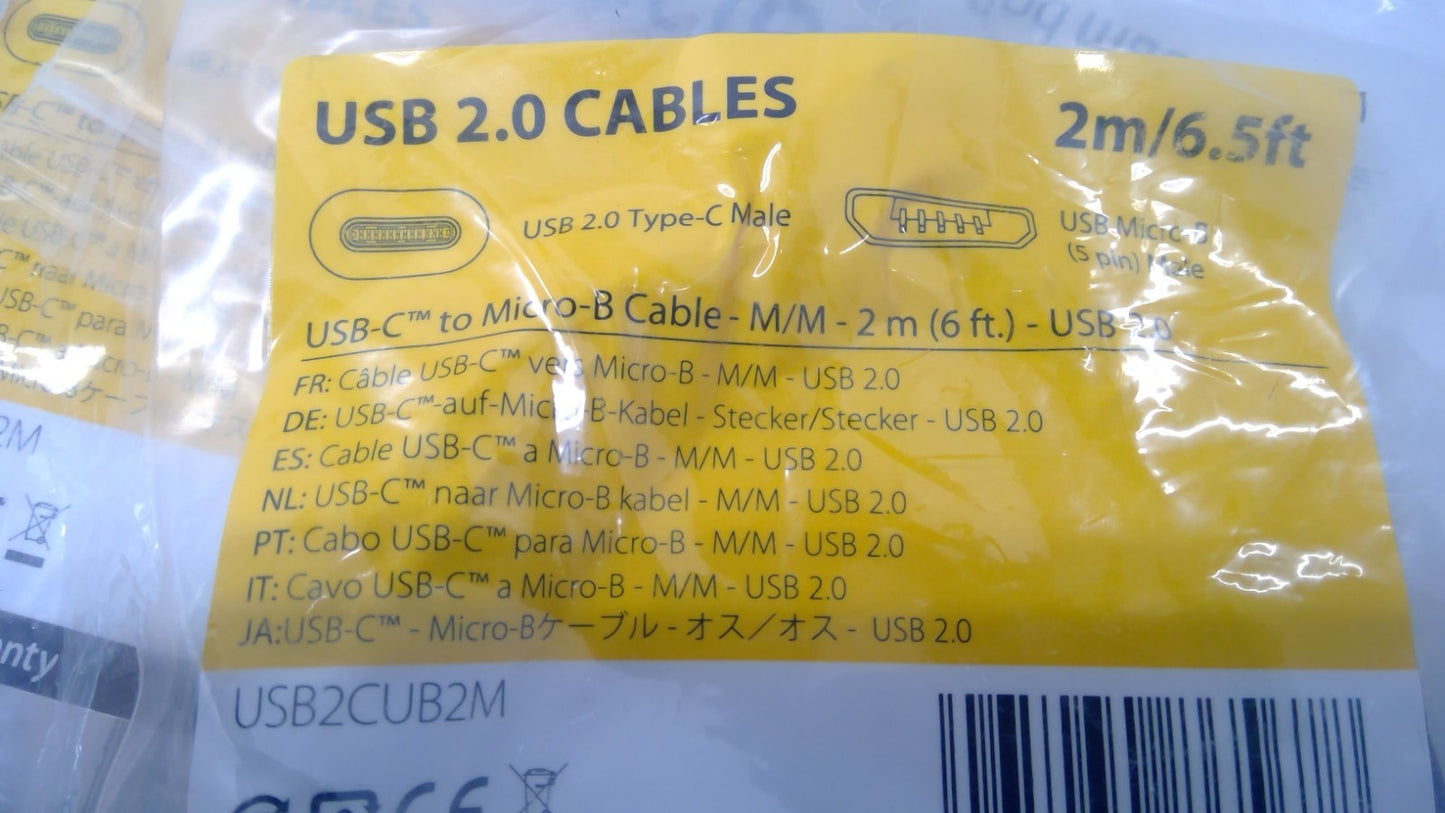 USB 2.0 CABLES
2m/6.5ft
USB 2.0 Type-C Male
USB Micro-B
(5 pin) Male
USB-C™ to Micro-B Cable - M/M - 2 m (6 ft.) - USB 2.0
FR: Câble USB-C™ vers Micro-B - M/M - USB 2.0
DE: USB-C™-auf-Micro-B-Kabel - Stecker/Stecker - USB 2.0
ES: Cable USB-C™ a Micro-B - M/M - USB 2.0
NL: USB-C™ naar Micro-B kabel - M/M - USB 2.0
PT: Cabo USB-C™ para Micro-B - M/M - USB 2.0
IT: Cavo USB-C™ a Micro-B - M/M - USB 2.0
JA:USB-C™ - Micro-Bケーブル - オス／オス - USB 2.0
USB2CUB2M
CE